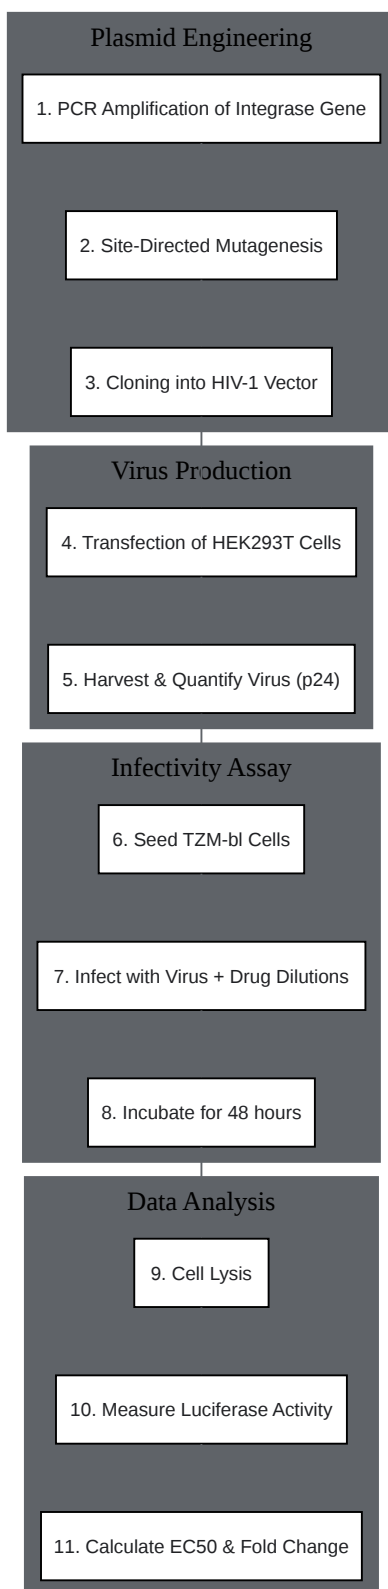 Plasmid Engineering
1. PCR Amplification of Integrase Gene
2. Site-Directed Mutagenesis
3. Cloning into HIV-1 Vector
Virus Production
4. Transfection of HEK293T Cells
5. Harvest & Quantify Virus (p24)
Infectivity Assay
6. Seed TZM-bl Cells
7. Infect with Virus + Drug Dilutions
8. Incubate for 48 hours
Data Analysis
9. Cell Lysis
10. Measure Luciferase Activity
11. Calculate EC50 & Fold Change